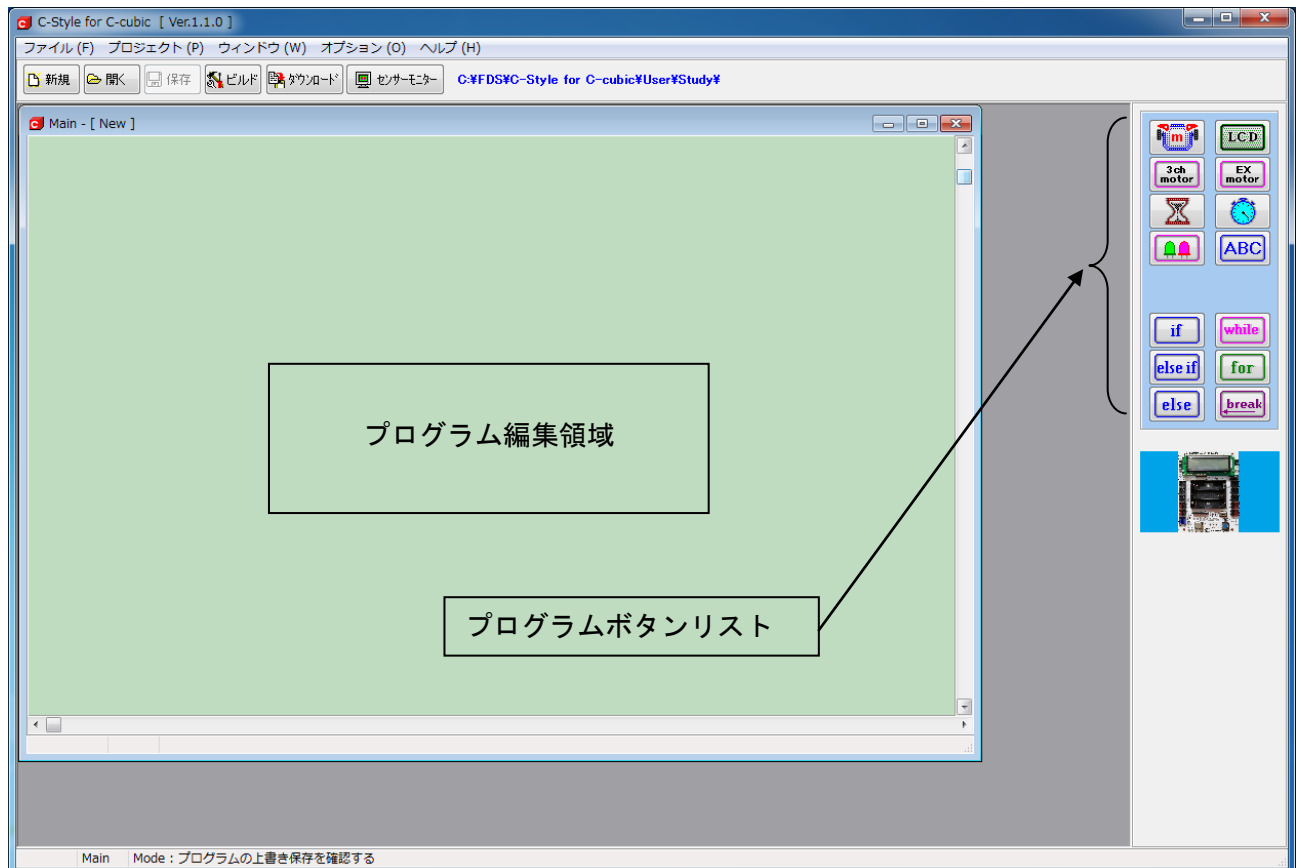 C-Style for C-cubic [ Ver.1.1.0 ]
ファイル (F) プロジェクト (P) ウィンドウ (W) オプション (O) ヘルプ (H)
新規 開く 保存 ビルド ダウンロード センサーモニター C:¥FDS¥C-Style for C-cubic¥User¥Study¥
Main - [ New ]
m LCD
3ch motor EX motor
ABC
if while
else if for
else break
プログラム編集領域
プログラムボタンリスト
Main Mode : プログラムの上書き保存を確認する